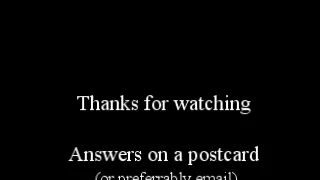 Thanks for watching
Answers on a postcard
(or preferrably email)